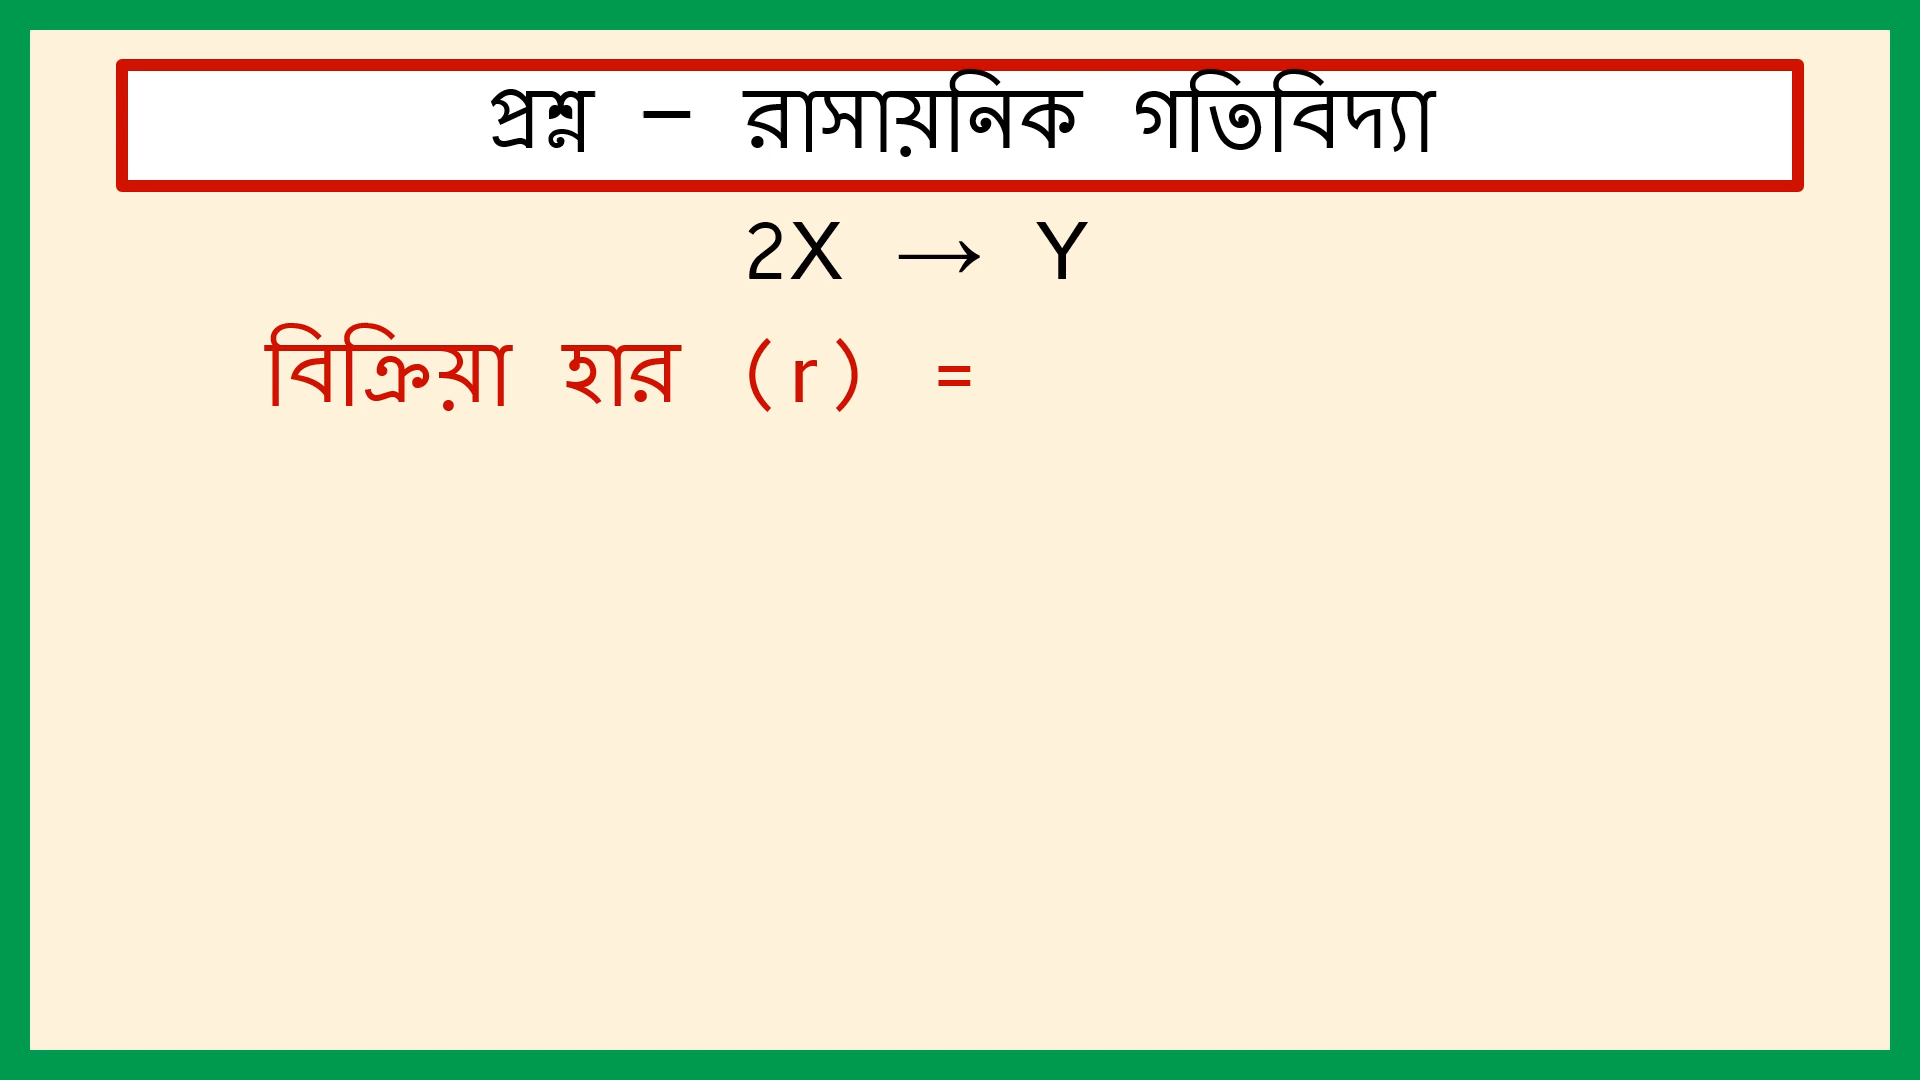 প্রশ্ন – রাসায়নিক গতিবিদ্যা
2X → Y
বিক্রিয়া হার (r) =